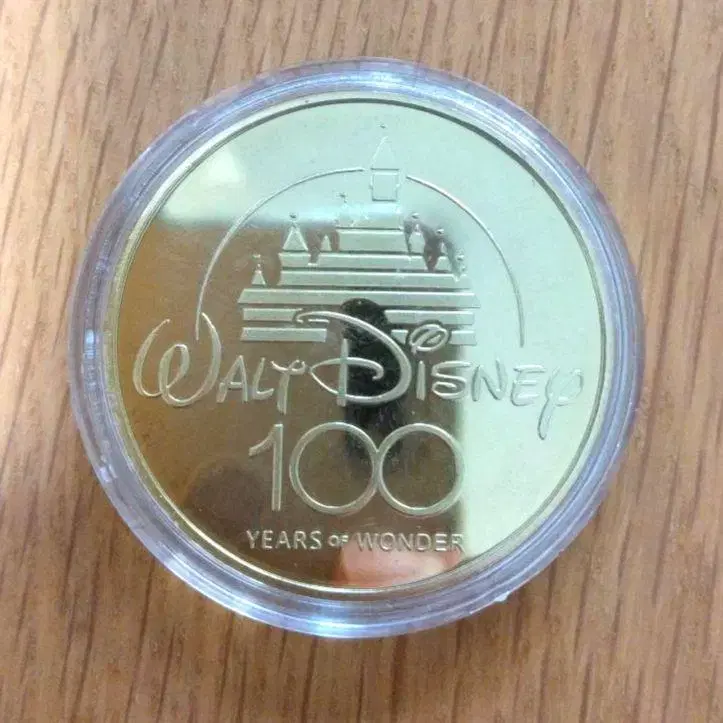 WALT DISNEY
100
YEARS OF WONDER